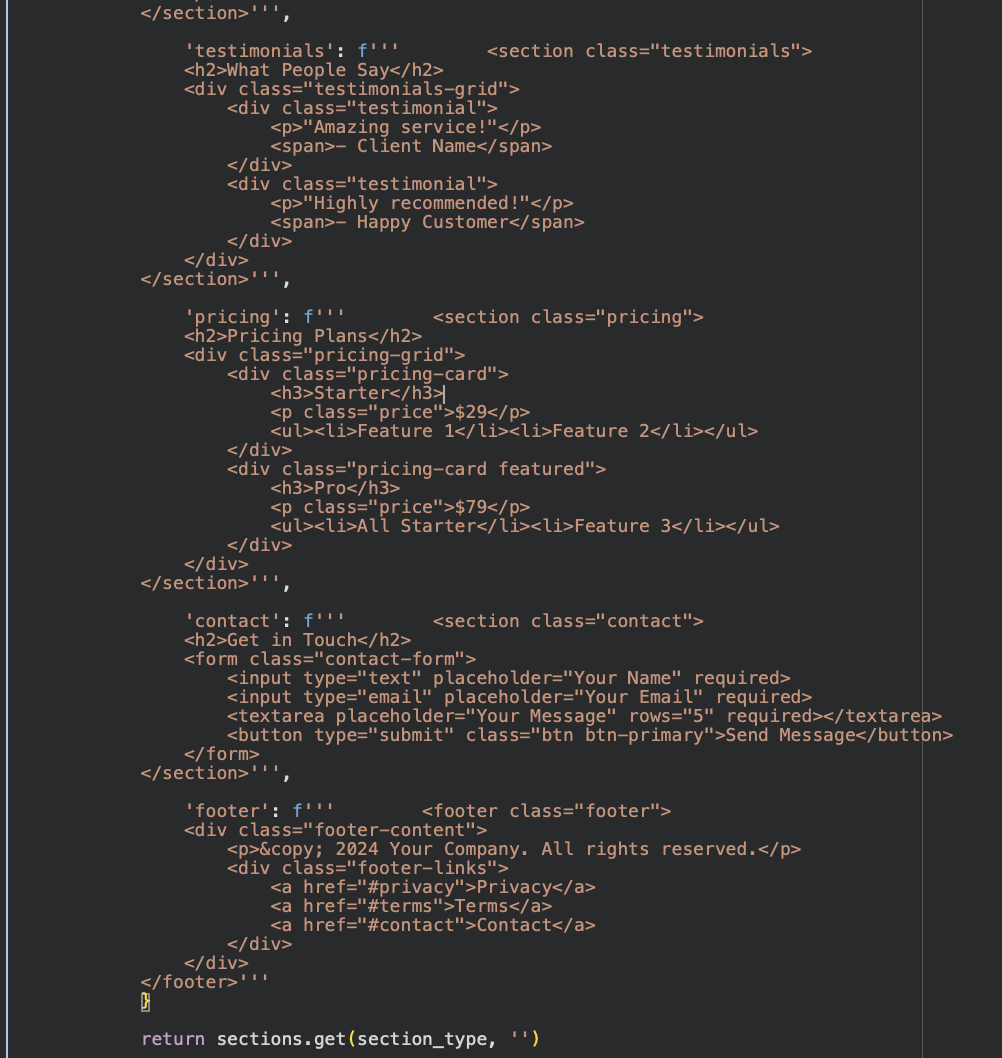 </section>''',
'testimonials': f'''        <section class="testimonials">
<h2>What People Say</h2>
<div class="testimonials-grid">
<div class="testimonial">
<p>"Amazing service!"</p>
<span>- Client Name</span>
</div>
<div class="testimonial">
<p>"Highly recommended!"</p>
<span>- Happy Customer</span>
</div>
</div>
</section>''',
'pricing': f'''        <section class="pricing">
<h2>Pricing Plans</h2>
<div class="pricing-grid">
<div class="pricing-card">
<h3>Starter</h3>
<p class="price">$29</p>
<ul><li>Feature 1</li><li>Feature 2</li></ul>
</div>
<div class="pricing-card featured">
<h3>Pro</h3>
<p class="price">$79</p>
<ul><li>All Starter</li><li>Feature 3</li></ul>
</div>
</div>
</section>''',
'contact': f'''        <section class="contact">
<h2>Get in Touch</h2>
<form class="contact-form">
<input type="text" placeholder="Your Name" required>
<input type="email" placeholder="Your Email" required>
<textarea placeholder="Your Message" rows="5" required></textarea>
<button type="submit" class="btn btn-primary">Send Message</button>
</form>
</section>''',
'footer': f'''        <footer class="footer">
<div class="footer-content">
<p>&copy; 2024 Your Company. All rights reserved.</p>
<div class="footer-links">
<a href="#privacy">Privacy</a>
<a href="#terms">Terms</a>
<a href="#contact">Contact</a>
</div>
</div>
</footer>'''
}
return sections.get(section_type, '')